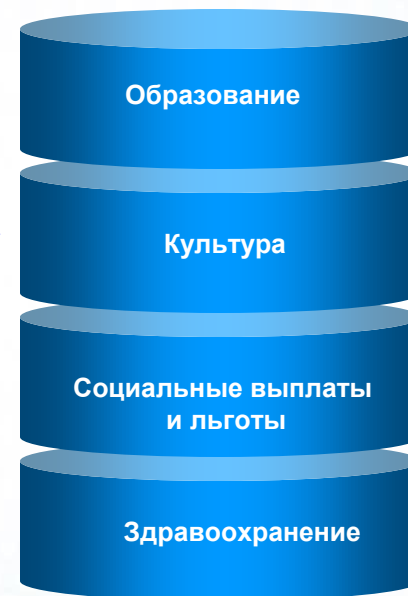 Образование
Культура
Социальные выплаты
и льготы
Здравоохранение